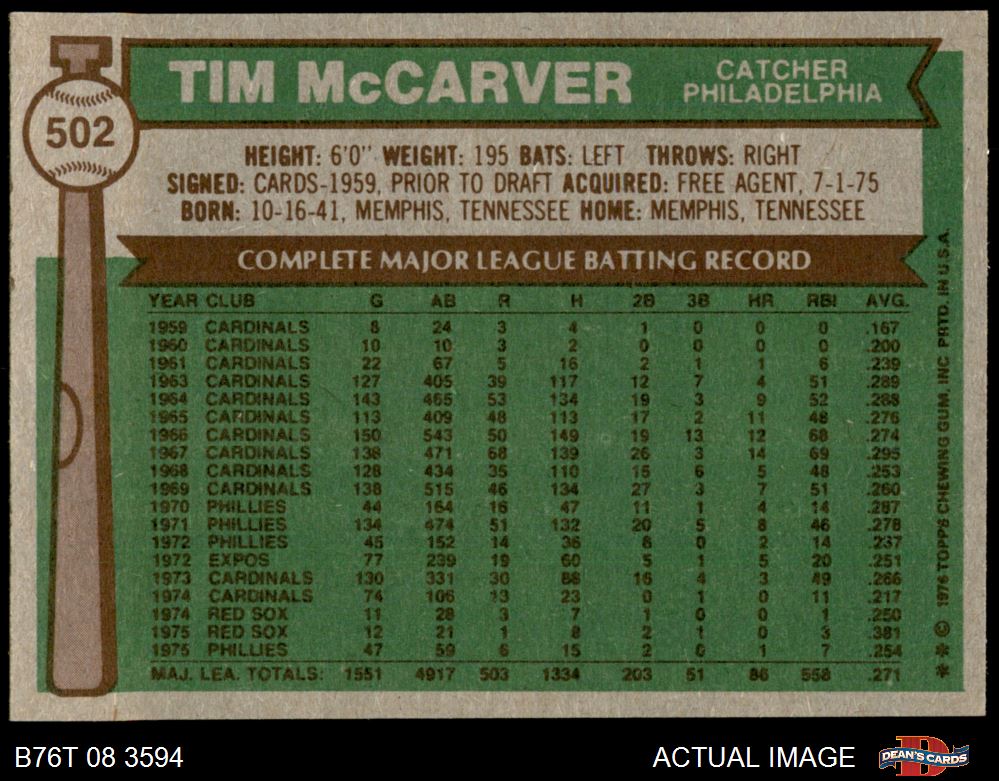 502
TIM McCARVER
CATCHER
PHILADELPHIA
HEIGHT: 6'0" WEIGHT: 195 BATS: LEFT THROWS: RIGHT
SIGNED: CARDS-1959, PRIOR TO DRAFT ACQUIRED: FREE AGENT, 7-1-75
BORN: 10-16-41, MEMPHIS, TENNESSEE HOME: MEMPHIS, TENNESSEE
COMPLETE MAJOR LEAGUE BATTING RECORD
YEAR CLUB G AB R H 2B 3B HR RBI AVG.
1959 CARDINALS 8 24 3 4 1 0 0 0 .167
1960 CARDINALS 10 10 3 2 0 0 0 0 .200
1961 CARDINALS 22 67 5 16 2 1 1 6 .239
1963 CARDINALS 127 405 39 117 12 7 4 51 .289
1964 CARDINALS 143 465 53 134 19 3 9 52 .288
1965 CARDINALS 113 409 48 113 17 2 11 48 .276
1966 CARDINALS 150 543 50 149 19 13 12 68 .274
1967 CARDINALS 138 471 68 139 26 3 14 69 .295
1968 CARDINALS 128 434 35 110 15 6 5 48 .253
1969 CARDINALS 138 515 46 134 27 3 7 51 .260
1970 PHILLIES 44 164 16 47 11 1 4 14 .287
1971 PHILLIES 134 474 51 132 20 5 8 46 .278
1972 PHILLIES 45 152 14 36 8 0 2 14 .237
1972 EXPOS 77 239 19 60 5 1 5 20 .251
1973 CARDINALS 130 331 30 88 16 4 3 49 .266
1974 CARDINALS 74 106 13 23 0 1 0 11 .217
1974 RED SOX 11 28 3 7 1 0 0 1 .250
1975 RED SOX 12 21 1 8 2 1 0 3 .381
1975 PHILLIES 47 59 6 15 2 0 1 7 .254
MAJ. LEA. TOTALS: 1551 4917 503 1334 203 51 86 558 .271
*** © 1976 TOPPS CHEWING GUM, INC. PRTD. IN U.S.A.
B76T 08 3594
ACTUAL IMAGE
DEAN'S CARDS